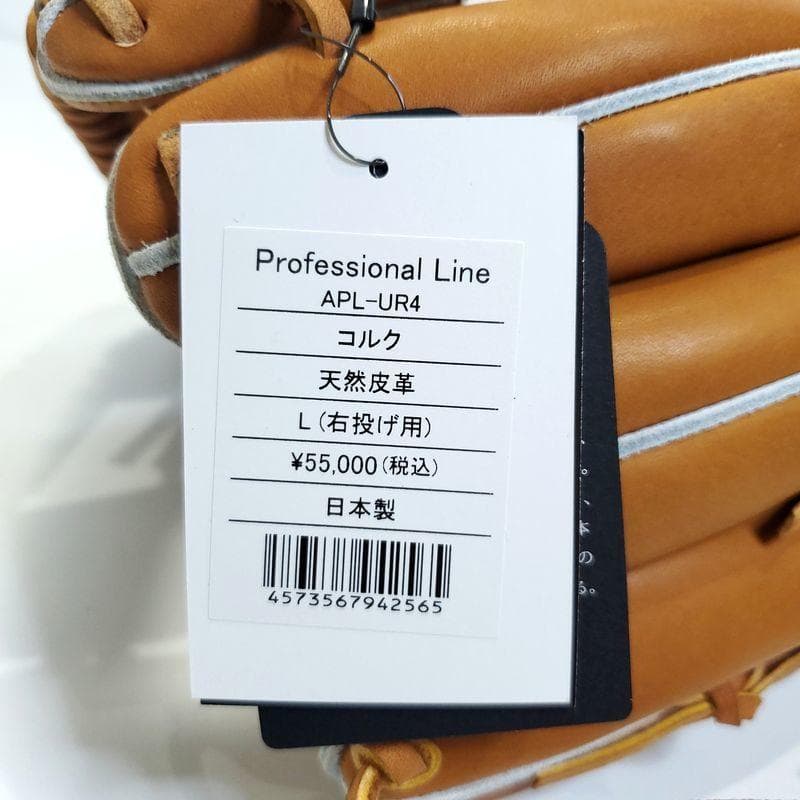 Professional Line
APL-UR4
コルク
天然皮革
L(右投げ用)
¥55,000(税込)
日本製
4573567942565